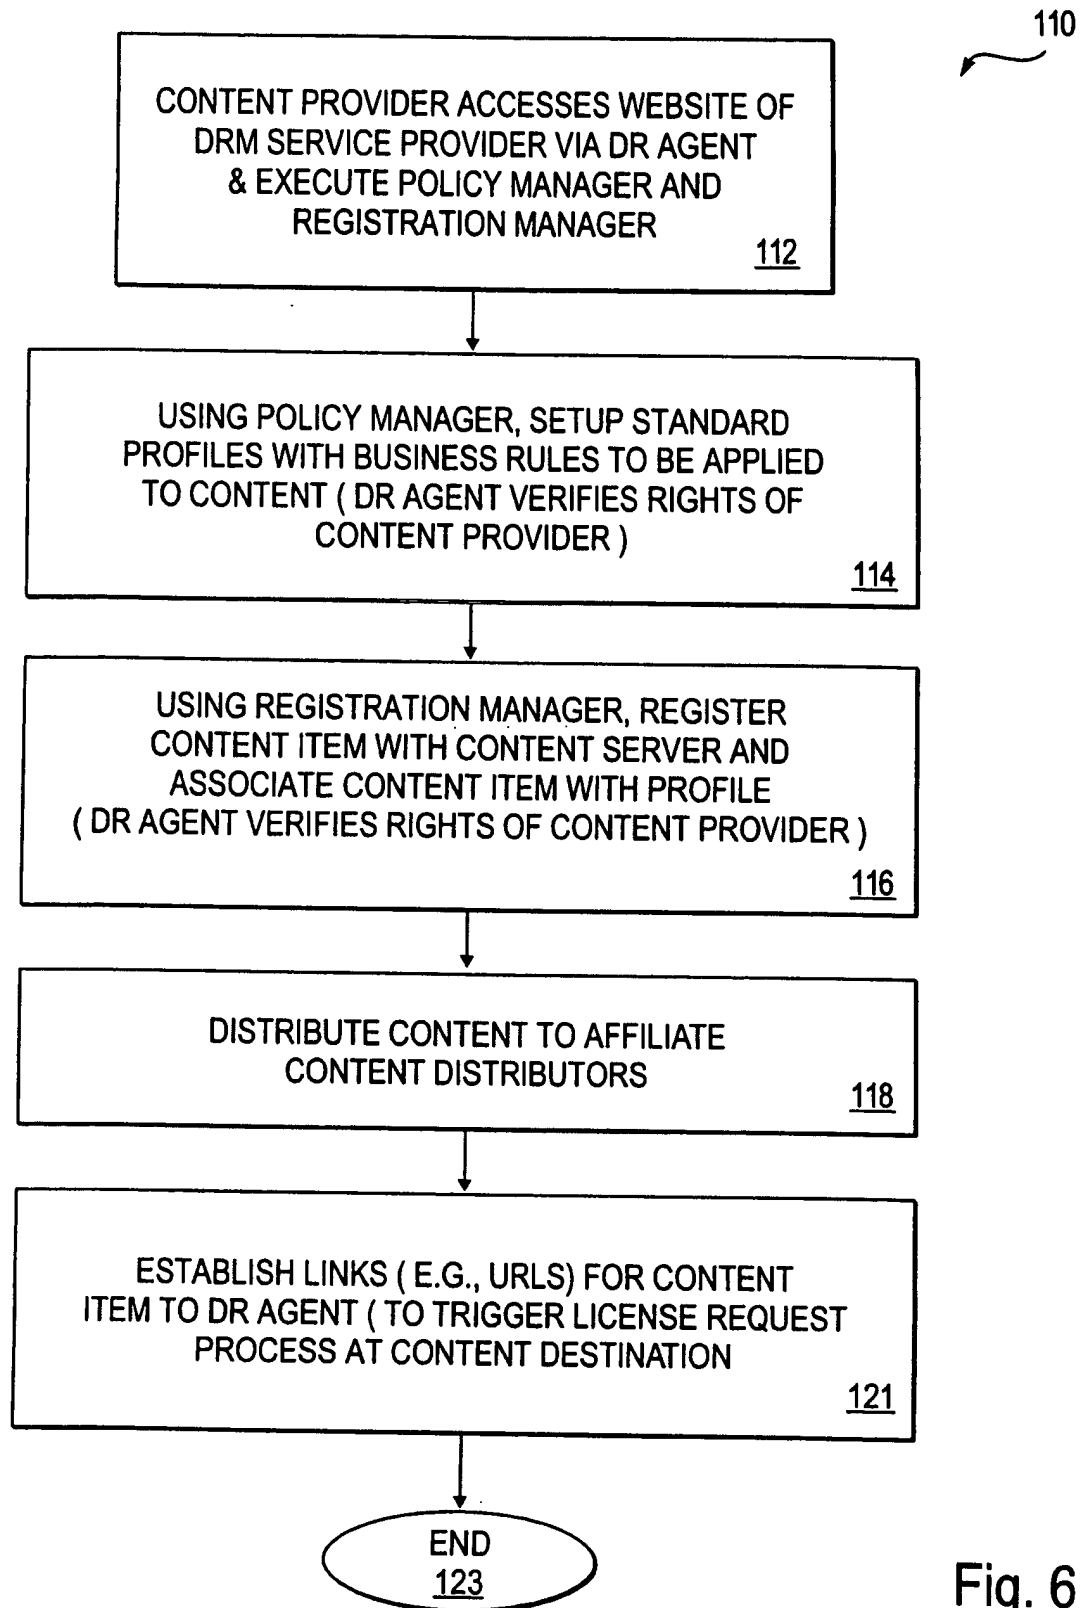 110
CONTENT PROVIDER ACCESSES WEBSITE OF
DRM SERVICE PROVIDER VIA DR AGENT
& EXECUTE POLICY MANAGER AND
REGISTRATION MANAGER
112
USING POLICY MANAGER, SETUP STANDARD
PROFILES WITH BUSINESS RULES TO BE APPLIED
TO CONTENT ( DR AGENT VERIFIES RIGHTS OF
CONTENT PROVIDER )
114
USING REGISTRATION MANAGER, REGISTER
CONTENT ITEM WITH CONTENT SERVER AND
ASSOCIATE CONTENT ITEM WITH PROFILE
( DR AGENT VERIFIES RIGHTS OF CONTENT PROVIDER )
116
DISTRIBUTE CONTENT TO AFFILIATE
CONTENT DISTRIBUTORS
118
ESTABLISH LINKS ( E.G., URLS) FOR CONTENT
ITEM TO DR AGENT ( TO TRIGGER LICENSE REQUEST
PROCESS AT CONTENT DESTINATION
121
END
123
Fig. 6